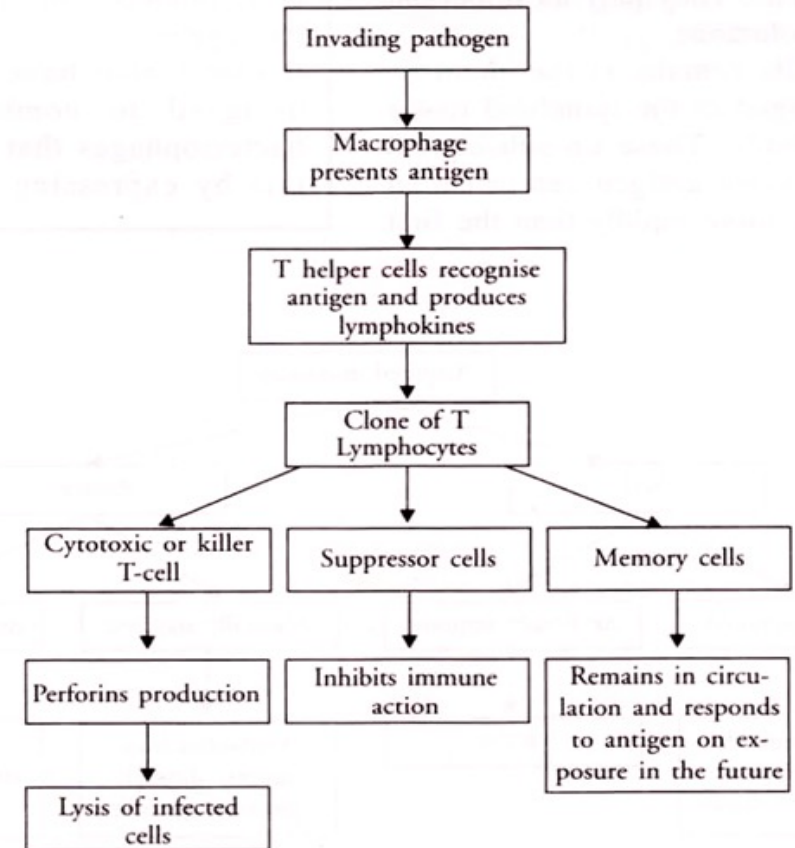 Invading pathogen
Macrophage
presents antigen
T helper cells recognise
antigen and produces
lymphokines
Clone of T
Lymphocytes
Cytotoxic or killer
T-cell
Suppressor cells
Memory cells
Perforins production
Inhibits immune
action
Remains in circu-
lation and responds
to antigen on ex-
posure in the future
Lysis of infected
cells